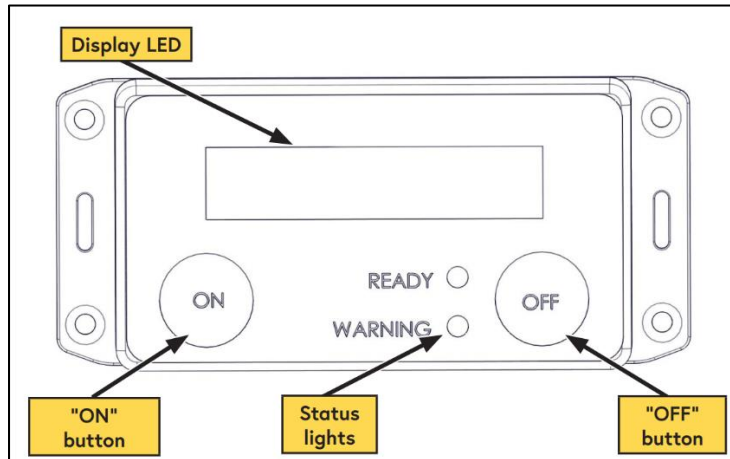 Display LED
READY
ON
OFF
WARNING
"ON"
button
Status
lights
"OFF"
button